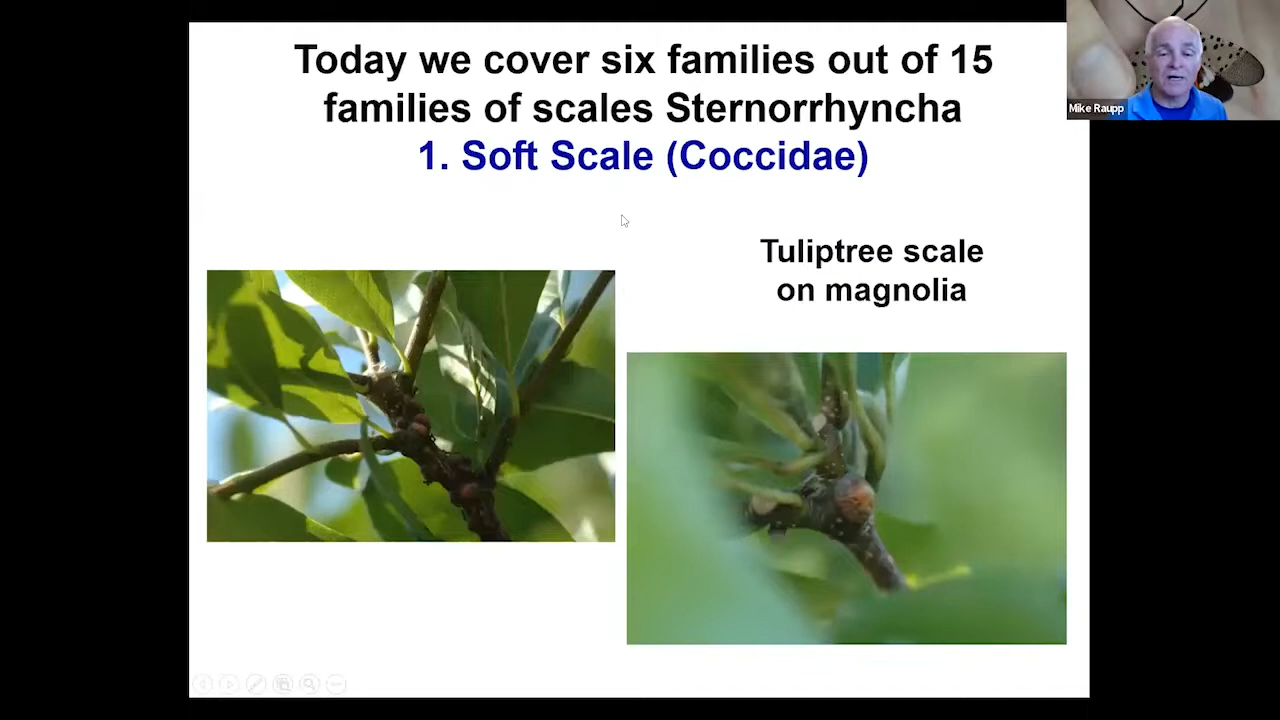 Today we cover six families out of 15
families of scales Sternorrhyncha
1. Soft Scale (Coccidae)
Tuliptree scale
on magnolia
Mike Raupp